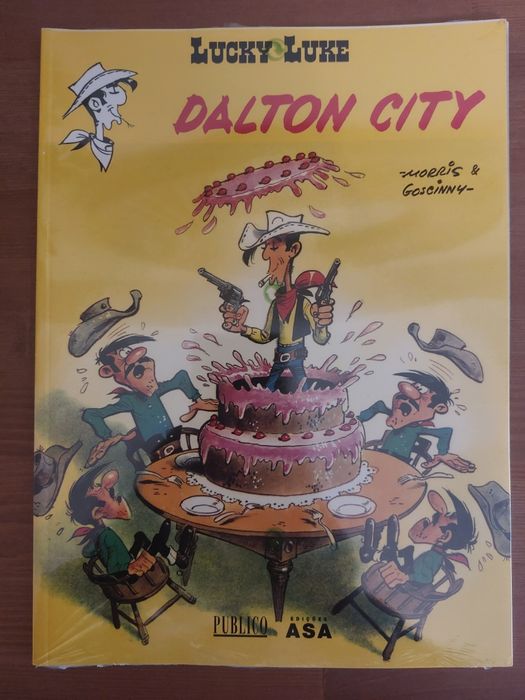 LUCKY LUKE
DALTON CITY
-MORRIS &
GOSCINNY-
PUBLICO
EDIÇÕES
ASA